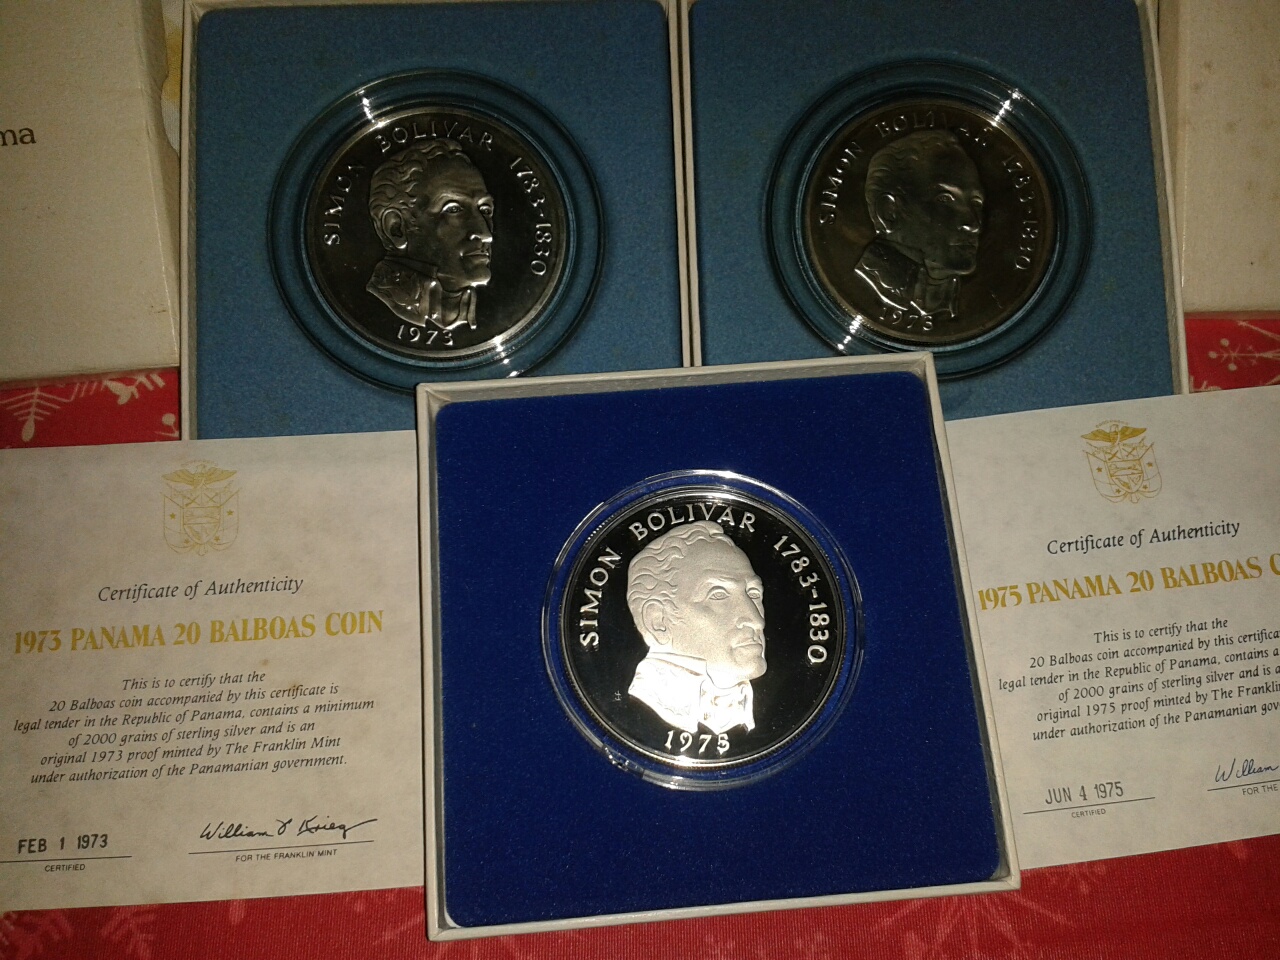 ma
SIMON BOLIVAR 1783-1830
1973
SIMON BOLIVAR 1783-1830
1973
SIMON BOLIVAR 1783-1830
1975
Certificate of Authenticity
1973 PANAMA 20 BALBOAS COIN
This is to certify that the
20 Balboas coin accompanied by this certificate is
legal tender in the Republic of Panama, contains a minimum
of 2000 grains of sterling silver and is an
original 1973 proof minted by The Franklin Mint
under authorization of the Panamanian government.
FEB 1 1973
CERTIFIED
William F Krieg
FOR THE FRANKLIN MINT
Certificate of Authenticity
1975 PANAMA 20 BALBOAS C
This is to certify that the
20 Balboas coin accompanied by this certifica
legal tender in the Republic of Panama, contains a
of 2000 grains of sterling silver and is a
original 1975 proof minted by The Frankli
under authorization of the Panamanian gov
JUN 4 1975
CERTIFIED
William
FOR THE